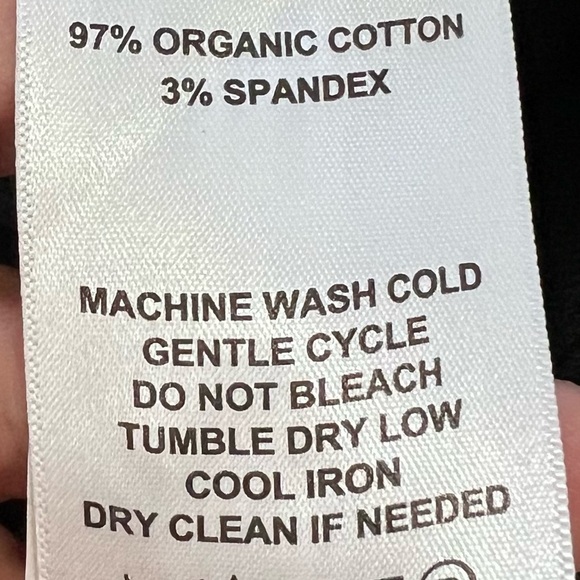 97% ORGANIC COTTON
3% SPANDEX
MACHINE WASH COLD
GENTLE CYCLE
DO NOT BLEACH
TUMBLE DRY LOW
COOL IRON
DRY CLEAN IF NEEDED